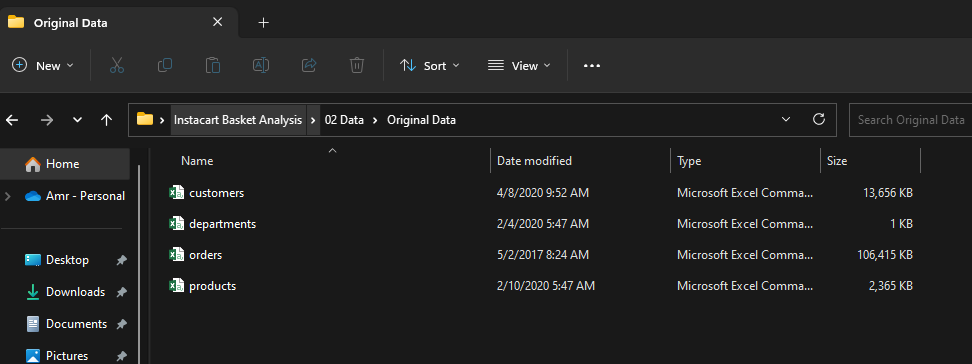 Original Data
New Sort View
Instacart Basket Analysis 02 Data Original Data Search Original Data
Home Name Date modified Type Size
customers 4/8/2020 9:52 AM Microsoft Excel Comma... 13,656 KB
Amr - Personal departments 2/4/2020 5:47 AM Microsoft Excel Comma... 1 KB
Desktop orders 5/2/2017 8:24 AM Microsoft Excel Comma... 106,415 KB
Downloads products 2/10/2020 5:47 AM Microsoft Excel Comma... 2,365 KB
Documents
Pictures